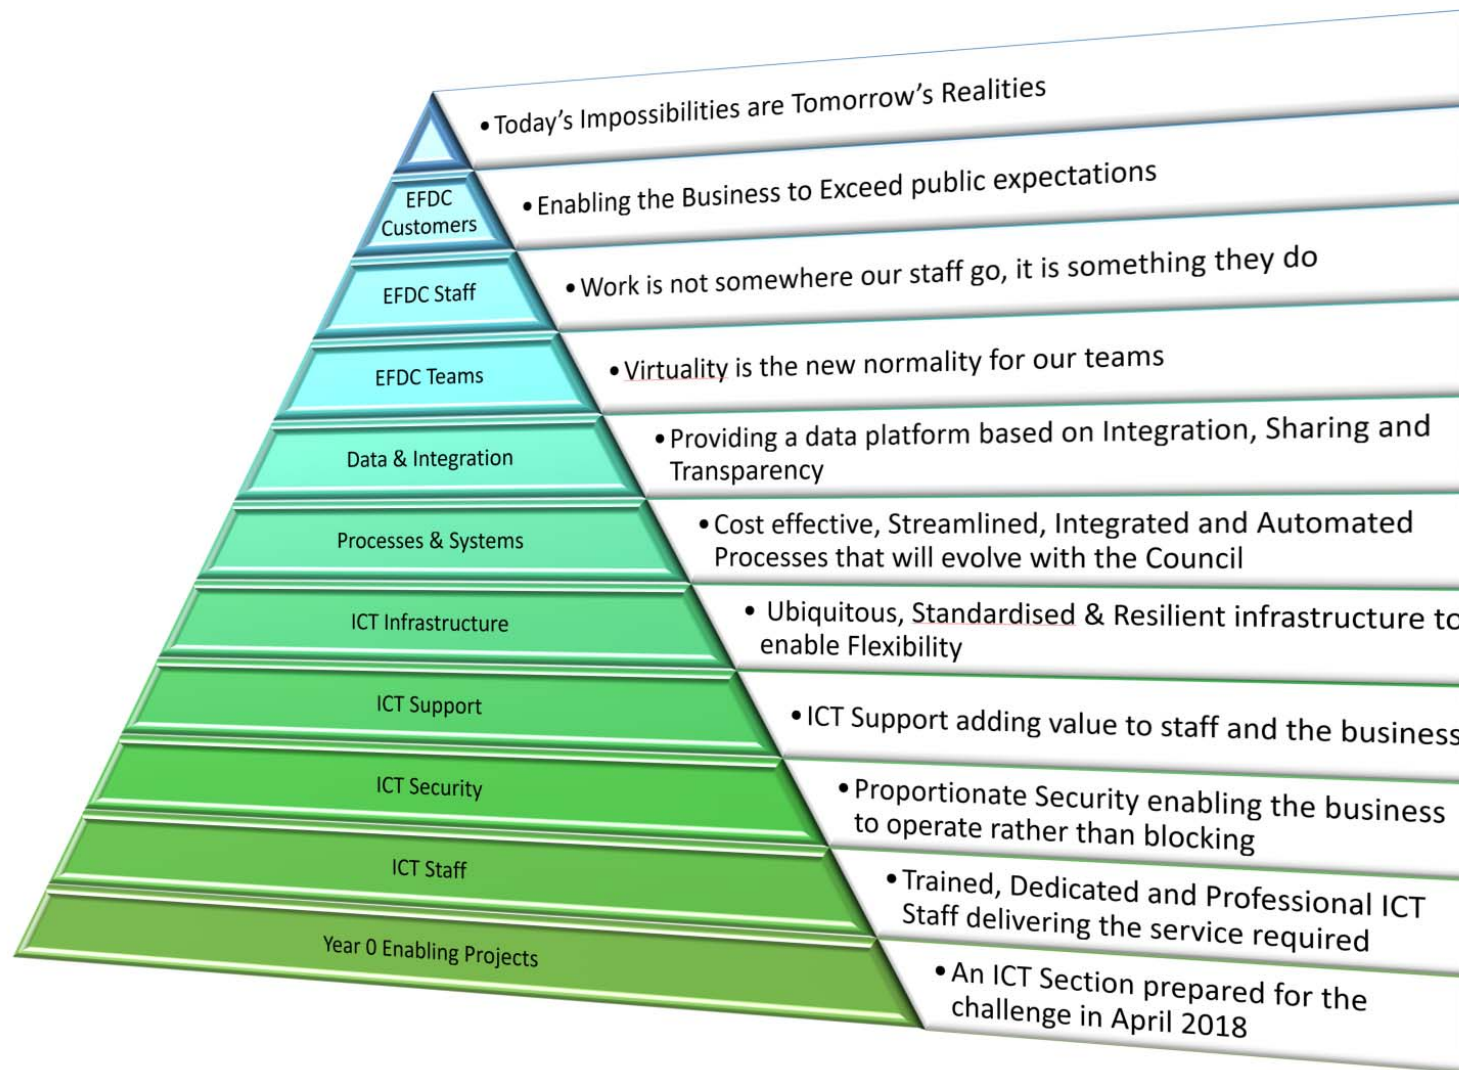 • Today's Impossibilities are Tomorrow's Realities
EFDC
Customers
• Enabling the Business to Exceed public expectations
EFDC Staff
• Work is not somewhere our staff go, it is something they do
EFDC Teams
• Virtuality is the new normality for our teams
Data & Integration
• Providing a data platform based on Integration, Sharing and
Transparency
Processes & Systems
• Cost effective, Streamlined, Integrated and Automated
Processes that will evolve with the Council
ICT Infrastructure
• Ubiquitous, Standardised & Resilient infrastructure to
enable Flexibility
ICT Support
• ICT Support adding value to staff and the business
ICT Security
• Proportionate Security enabling the business
to operate rather than blocking
ICT Staff
• Trained, Dedicated and Professional ICT
Staff delivering the service required
Year 0 Enabling Projects
• An ICT Section prepared for the
challenge in April 2018